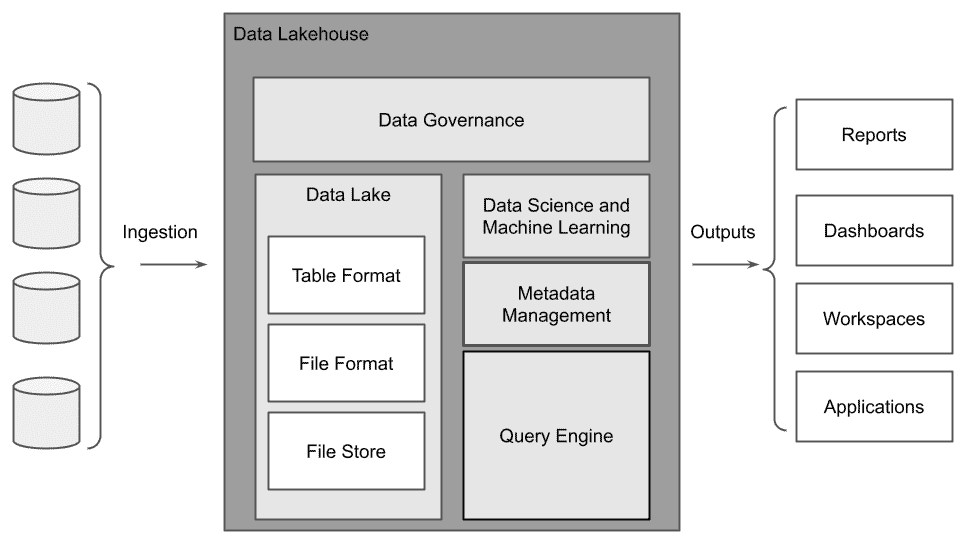 Data Lakehouse
Data Governance
Ingestion
Data Lake
Table Format
File Format
File Store
Data Science and
Machine Learning
Metadata
Management
Query Engine
Outputs
Reports
Dashboards
Workspaces
Applications